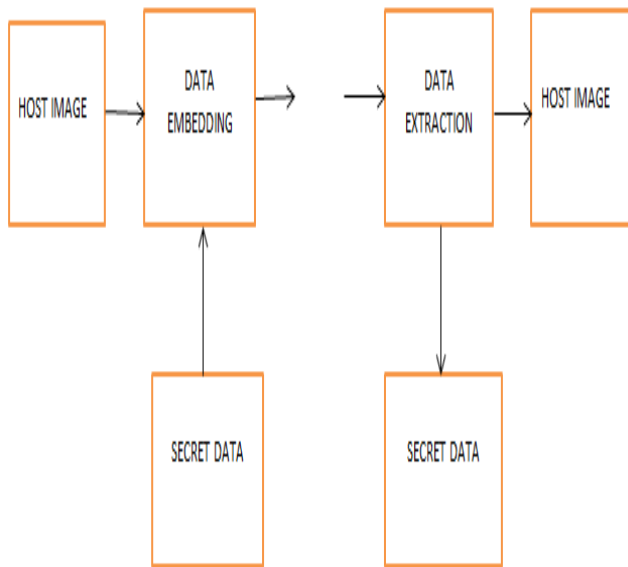 HOST IMAGE
DATA
EMBEDDING
DATA
EXTRACTION
HOST IMAGE
SECRET DATA
SECRET DATA